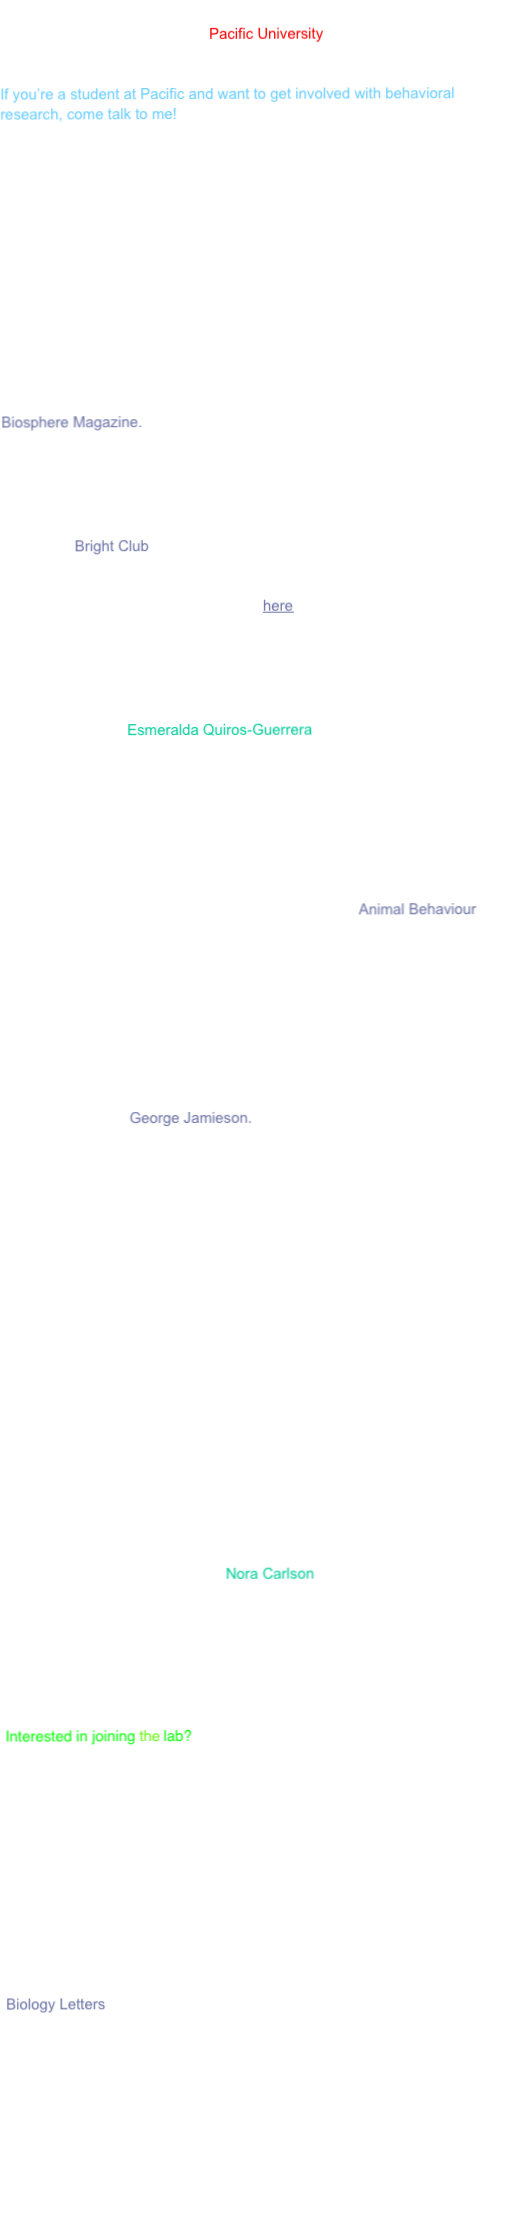 Pacific University
If you’re a student at Pacific and want to get involved with behavioral
research, come talk to me!
Biosphere Magazine.
Bright Club
here
Esmeralda Quiros-Guerrera
Animal Behaviour
George Jamieson.
Nora Carlson
Interested in joining the lab?
Biology Letters